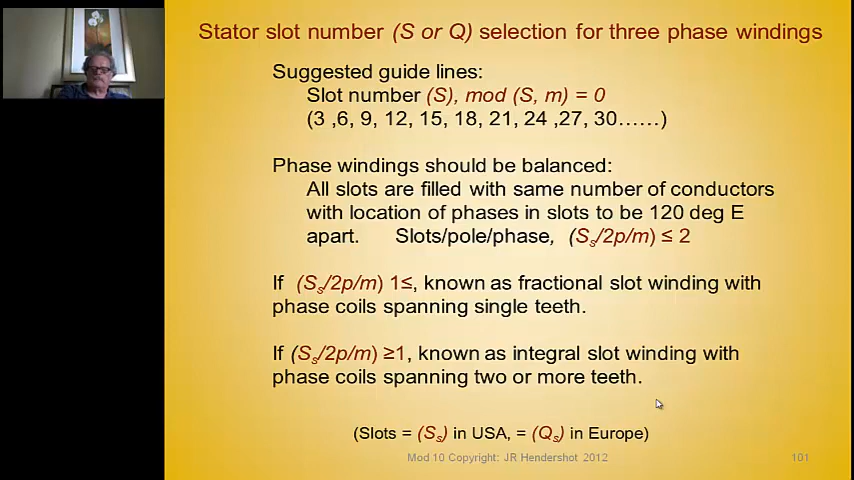 Stator slot number (S or Q) selection for three phase windings
Suggested guide lines:
Slot number (S), mod (S, m) = 0
(3 ,6, 9, 12, 15, 18, 21, 24 ,27, 30……)
Phase windings should be balanced:
All slots are filled with same number of conductors
with location of phases in slots to be 120 deg E
apart. Slots/pole/phase, (Ss/2p/m) ≤ 2
If (Ss/2p/m) 1≤, known as fractional slot winding with
phase coils spanning single teeth.
If (Ss/2p/m) ≥1, known as integral slot winding with
phase coils spanning two or more teeth.
(Slots = (Ss) in USA, = (Qs) in Europe)
Mod 10 Copyright: JR Hendershot 2012
101